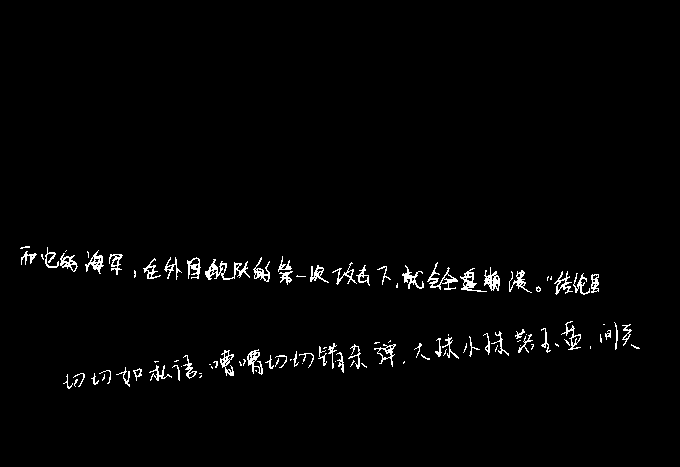 而它的海军,在外国舰队的第一次攻击下,就会全盘崩溃。"结论是
切切如私语。嘈嘈切切错杂弹,大珠小珠落玉盘,间关